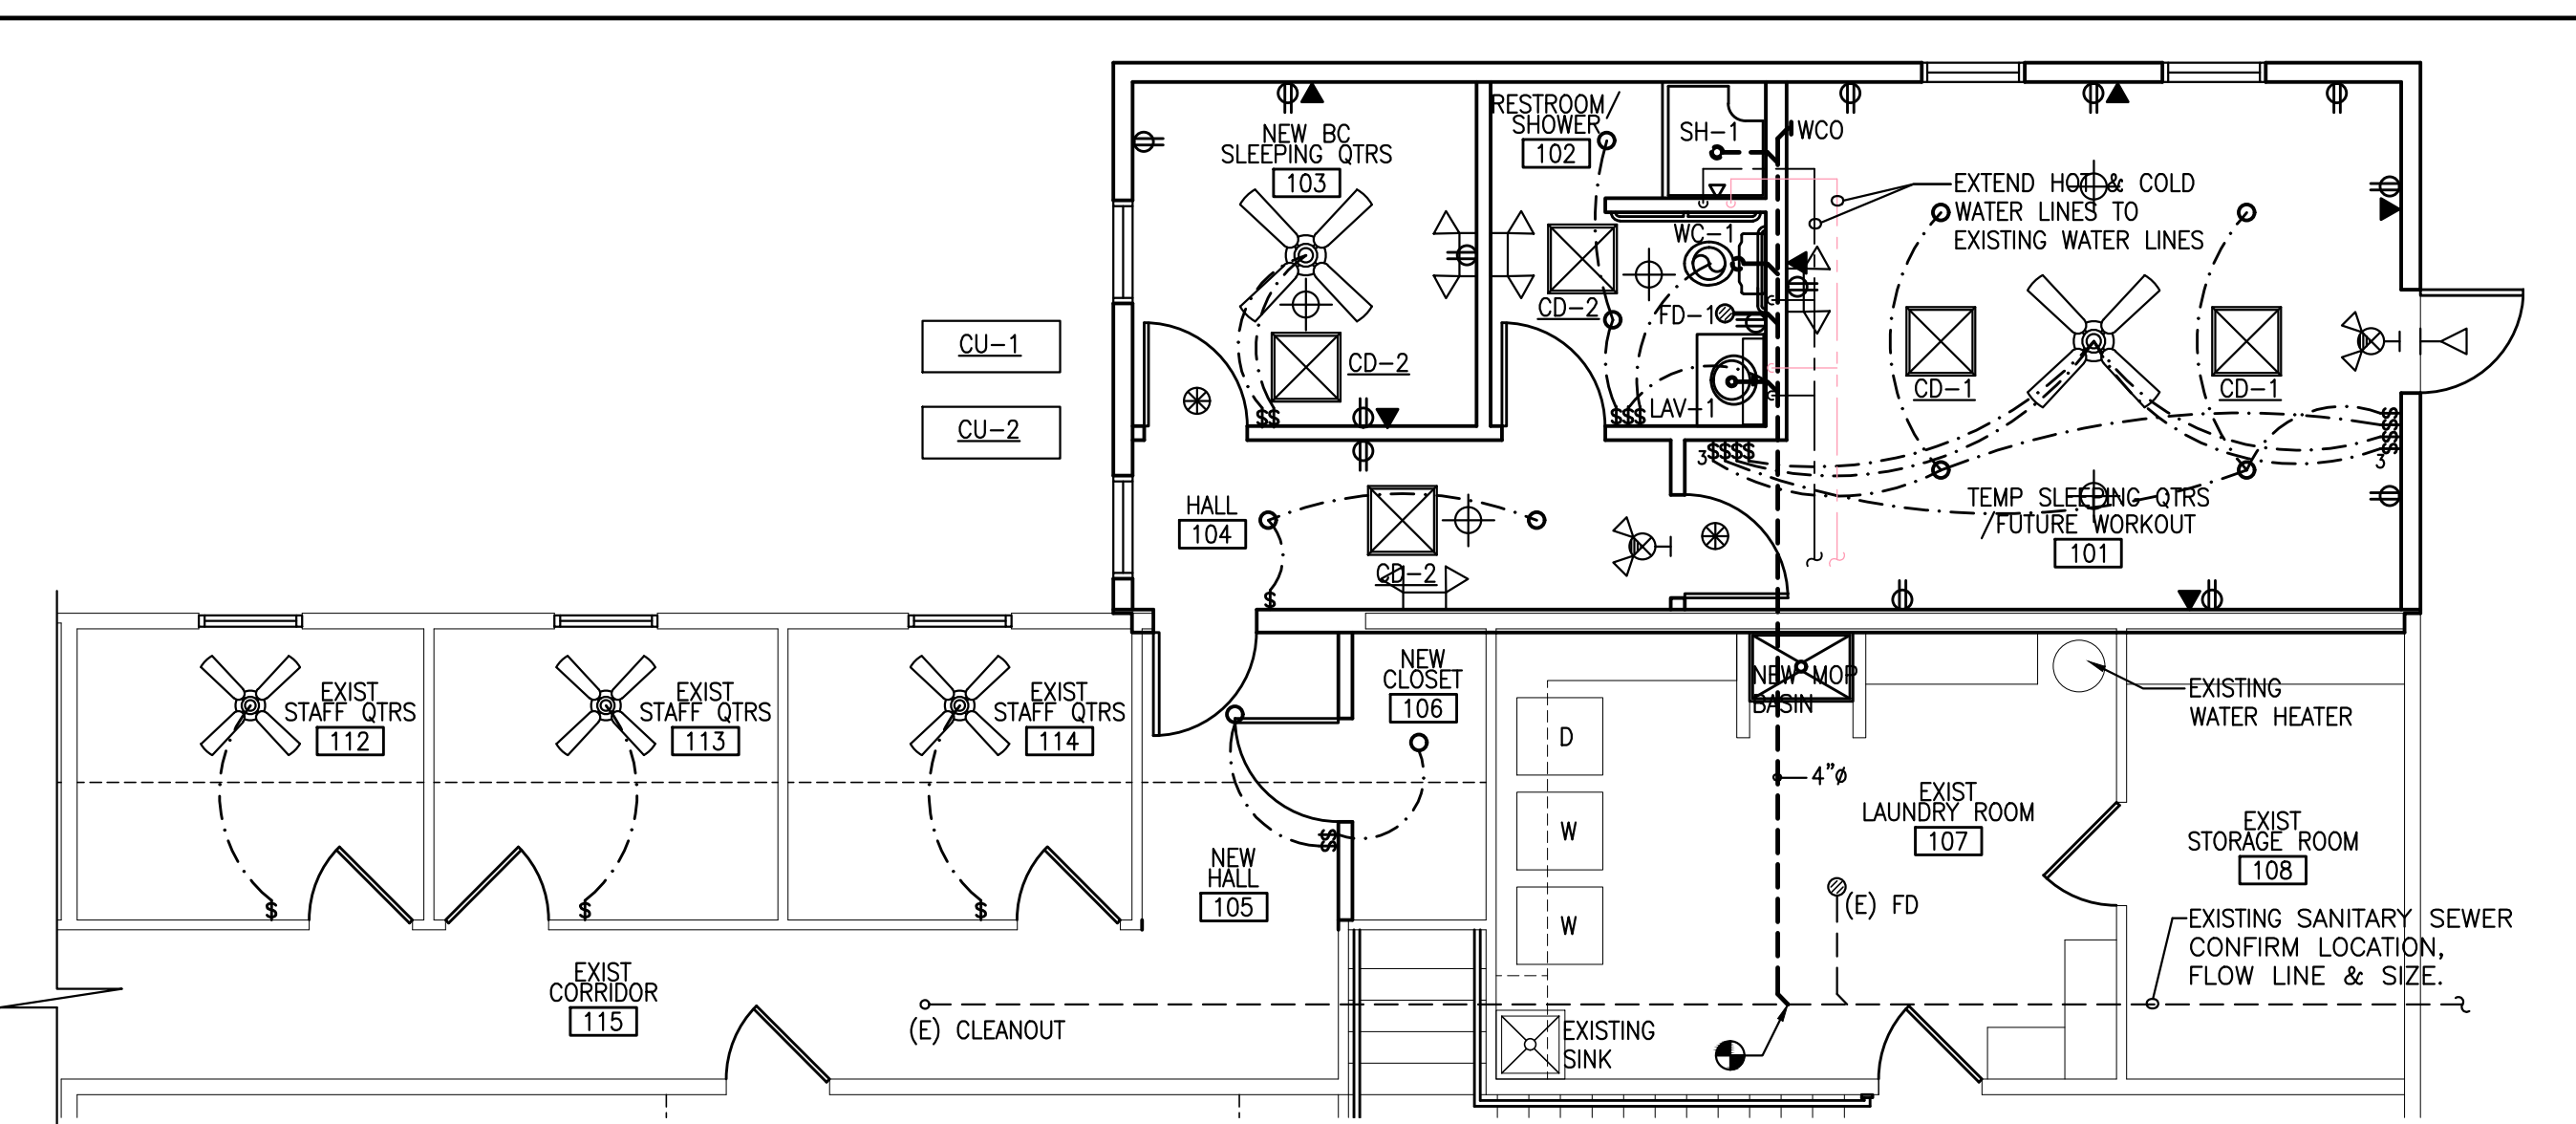 NEW BC
SLEEPING QTRS
103
RESTROOM/
SHOWER
102
SH-1
WCO
EXTEND HOT & COLD
WATER LINES TO
EXISTING WATER LINES
WC-1
CD-2
FD-1
CU-1
CD-2
CD-1
CD-1
LAV-1
CU-2
$$
$$$
3$$$$
$$$$
3
HALL
104
TEMP SLEEPING QTRS
/FUTURE WORKOUT
101
CD-2
$
NEW
CLOSET
106
NEW MOP
BASIN
EXISTING
WATER HEATER
EXIST
STAFF QTRS
112
EXIST
STAFF QTRS
113
EXIST
STAFF QTRS
114
D
4"ø
W
EXIST
LAUNDRY ROOM
107
EXIST
STORAGE ROOM
108
$$
NEW
HALL
105
$
$
$
W
(E) FD
EXISTING SANITARY SEWER
CONFIRM LOCATION,
FLOW LINE & SIZE.
EXIST
CORRIDOR
115
(E) CLEANOUT
EXISTING
SINK